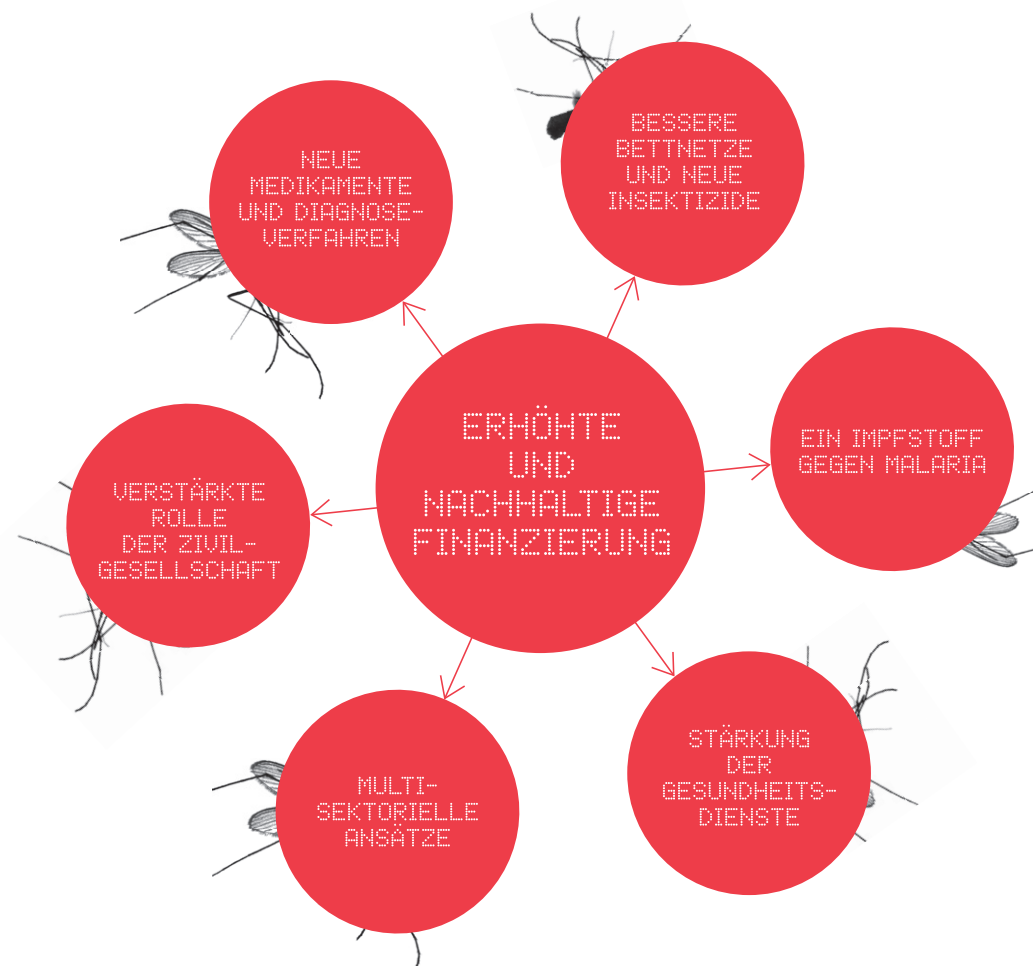 NEUE
MEDIKAMENTE
UND DIAGNOSE-
VERFAHREN
BESSERE
BETTNETZE
UND NEUE
INSEKTIZIDE
ERHÖHTE
UND
NACHHALTIGE
FINANZIERUNG
EIN IMPFSTOFF
GEGEN MALARIA
VERSTÄRKTE
ROLLE
DER ZIVIL-
GESELLSCHAFT
MULTI-
SEKTORIELLE
ANSÄTZE
STÄRKUNG
DER
GESUNDHEITS-
DIENSTE